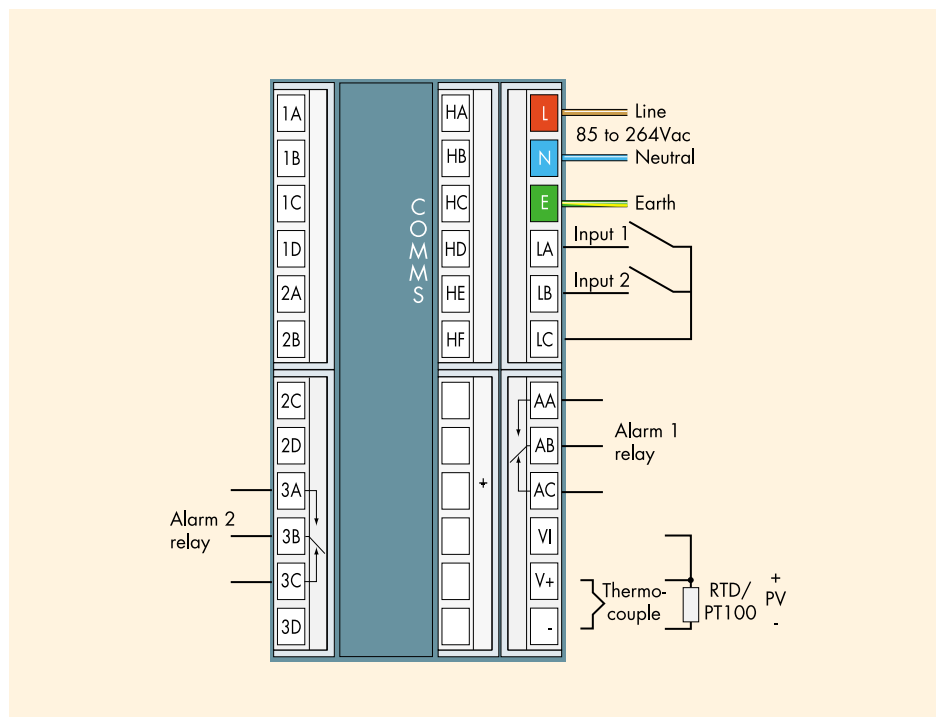 1A
1B
1C
1D
2A
2B
2C
2D
3A
3B
3C
3D
Alarm 2
relay
COMMS
HA
HB
HC
HD
HE
HF
+
L
N
E
LA
LB
LC
AA
AB
AC
VI
V+
-
Line
85 to 264Vac
Neutral
Earth
Input 1
Input 2
Alarm 1
relay
Thermo-
couple
RTD/
PT100
+
PV
-